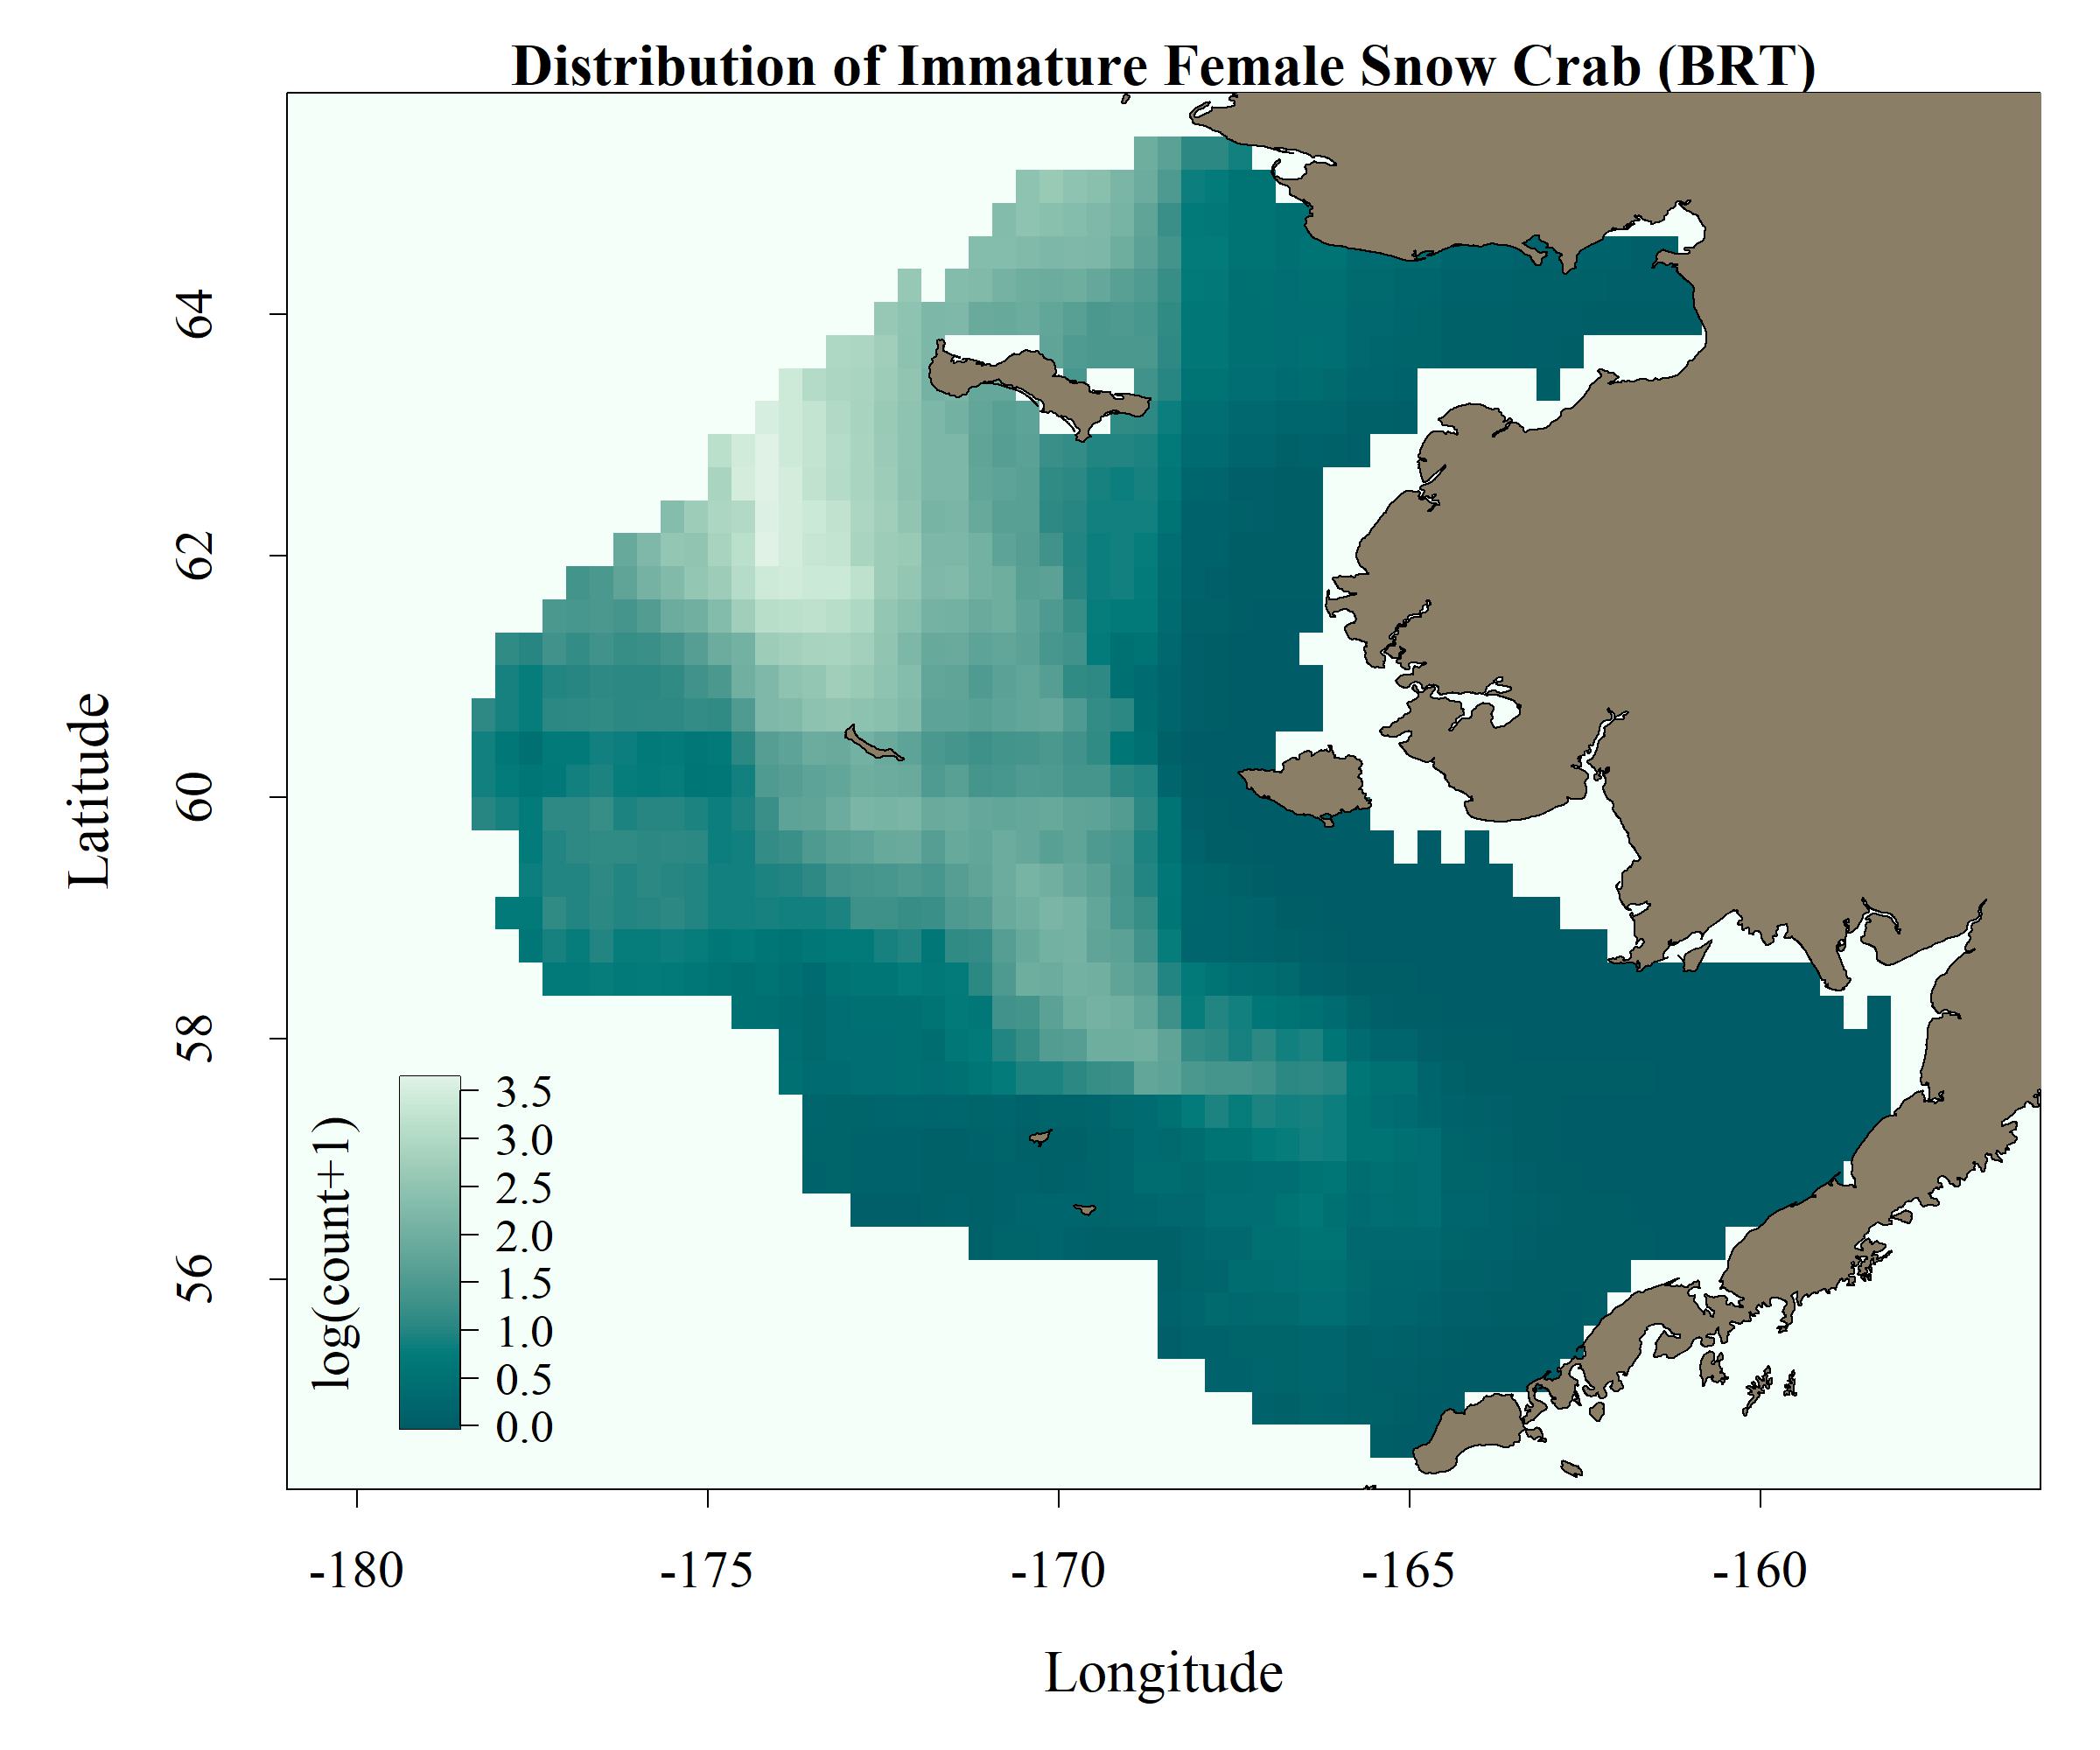 Distribution of Immature Female Snow Crab (BRT)
Latitude
64
62
60
58
56
log(count+1)
3.5
3.0
2.5
2.0
1.5
1.0
0.5
0.0
-180 -175 -170 -165 -160
Longitude